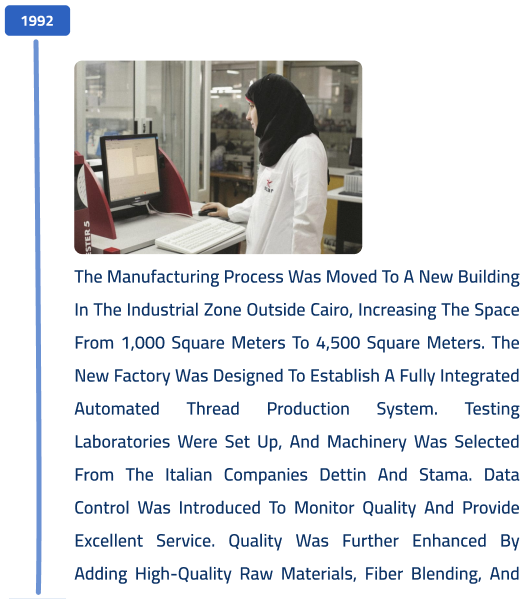 1992
STER 5
The Manufacturing Process Was Moved To A New Building
In The Industrial Zone Outside Cairo, Increasing The Space
From 1,000 Square Meters To 4,500 Square Meters. The
New Factory Was Designed To Establish A Fully Integrated
Automated Thread Production System. Testing
Laboratories Were Set Up, And Machinery Was Selected
From The Italian Companies Dettin And Stama. Data
Control Was Introduced To Monitor Quality And Provide
Excellent Service. Quality Was Further Enhanced By
Adding High-Quality Raw Materials, Fiber Blending, And